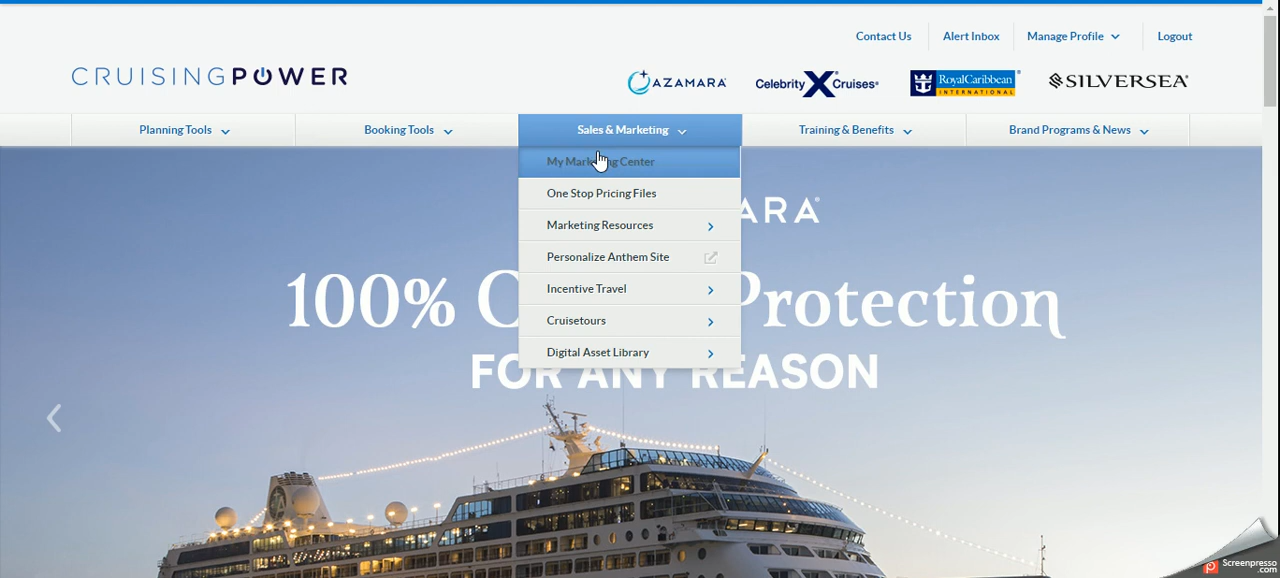 Contact Us Alert Inbox Manage Profile Logout
CRUISINGPOWER AZAMARA® Celebrity X Cruises® RoyalCaribbean INTERNATIONAL® SILVERSEA®
Planning Tools Booking Tools Sales & Marketing Training & Benefits Brand Programs & News
My Marketing Center
One Stop Pricing Files
ARA®
Marketing Resources
Personalize Anthem Site
Incentive Travel
100% C Protection
Cruisetours
Digital Asset Library
FOR ANY REASON
Screenpresso
.com